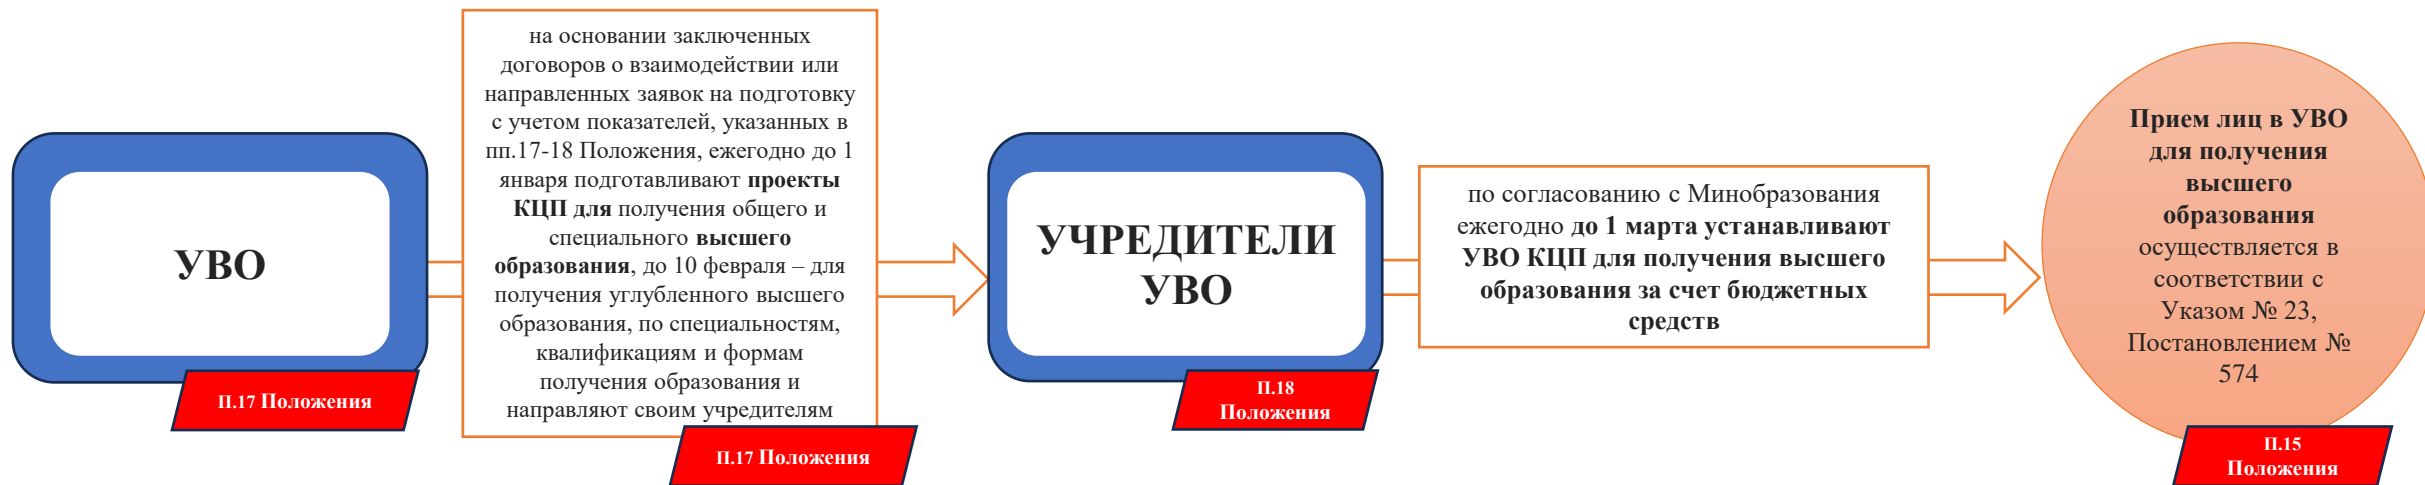 УВО
П.17 Положения
на основании заключенных
договоров о взаимодействии или
направленных заявок на подготовку
с учетом показателей, указанных в
пп.17-18 Положения, ежегодно до 1
января подготавливают проекты
КЦП для получения общего и
специального высшего
образования, до 10 февраля – для
получения углубленного высшего
образования, по специальностям,
квалификациям и формам
получения образования и
направляют своим учредителям
П.17 Положения
УЧРЕДИТЕЛИ
УВО
П.18
Положения
по согласованию с Минобразования
ежегодно до 1 марта устанавливают
УВО КЦП для получения высшего
образования за счет бюджетных
средств
Прием лиц в УВО
для получения
высшего
образования
осуществляется в
соответствии с
Указом № 23,
Постановлением №
574
П.15
Положения